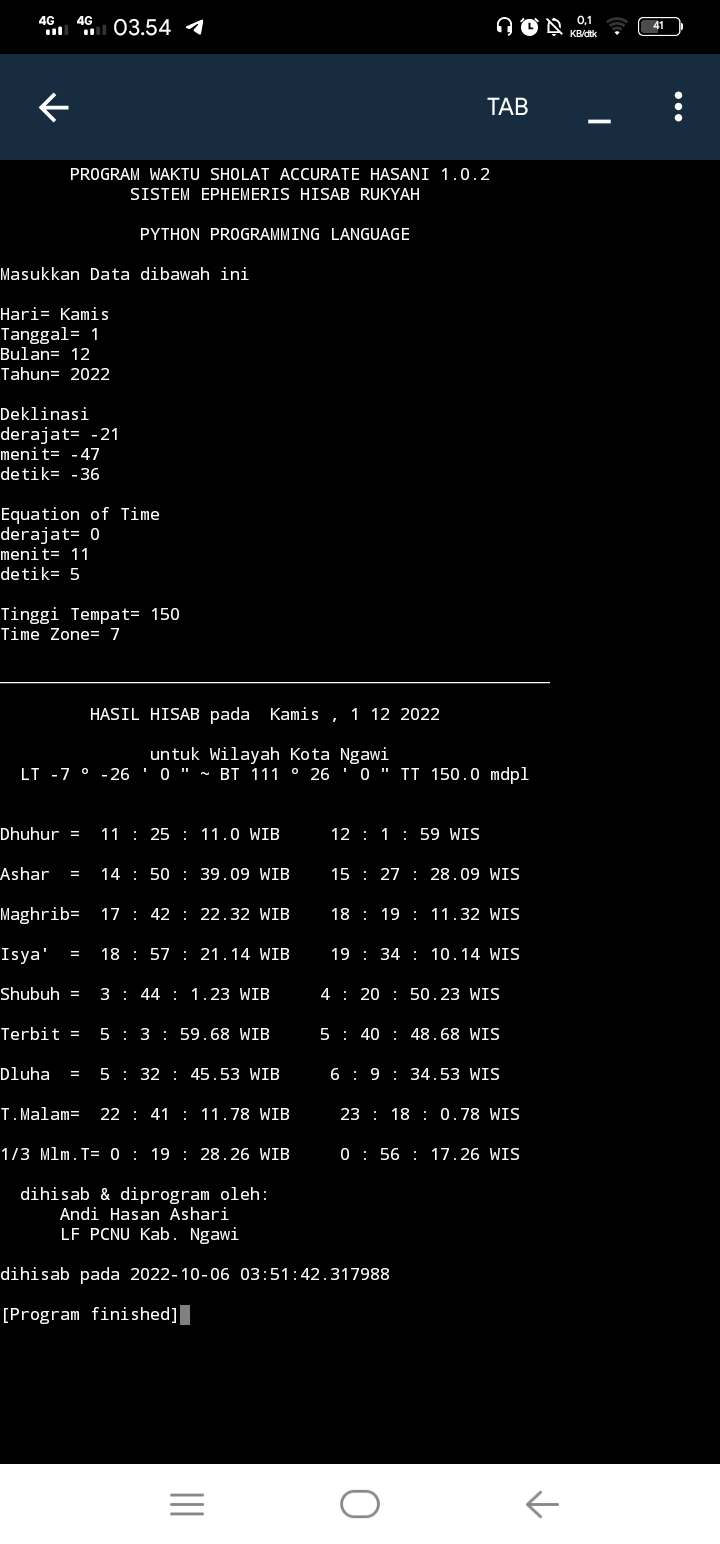 4G 4G 03.54 0,1 KB/dtk 41
TAB
PROGRAM WAKTU SHOLAT ACCURATE HASANI 1.0.2
SISTEM EPHEMERIS HISAB RUKYAH
PYTHON PROGRAMMING LANGUAGE
Masukkan Data dibawah ini
Hari= Kamis
Tanggal= 1
Bulan= 12
Tahun= 2022
Deklinasi
derajat= -21
menit= -47
detik= -36
Equation of Time
derajat= 0
menit= 11
detik= 5
Tinggi Tempat= 150
Time Zone= 7
HASIL HISAB pada  Kamis , 1 12 2022
untuk Wilayah Kota Ngawi
LT -7 ° -26 ' 0 " ~ BT 111 ° 26 ' 0 " TT 150.0 mdpl
Dhuhur =  11 : 25 : 11.0 WIB     12 : 1 : 59 WIS
Ashar  =  14 : 50 : 39.09 WIB    15 : 27 : 28.09 WIS
Maghrib=  17 : 42 : 22.32 WIB    18 : 19 : 11.32 WIS
Isya'  =  18 : 57 : 21.14 WIB    19 : 34 : 10.14 WIS
Shubuh =  3 : 44 : 1.23 WIB     4 : 20 : 50.23 WIS
Terbit =  5 : 3 : 59.68 WIB     5 : 40 : 48.68 WIS
Dluha  =  5 : 32 : 45.53 WIB     6 : 9 : 34.53 WIS
T.Malam=  22 : 41 : 11.78 WIB     23 : 18 : 0.78 WIS
1/3 Mlm.T= 0 : 19 : 28.26 WIB     0 : 56 : 17.26 WIS
dihisab & diprogram oleh:
Andi Hasan Ashari
LF PCNU Kab. Ngawi
dihisab pada 2022-10-06 03:51:42.317988
[Program finished]